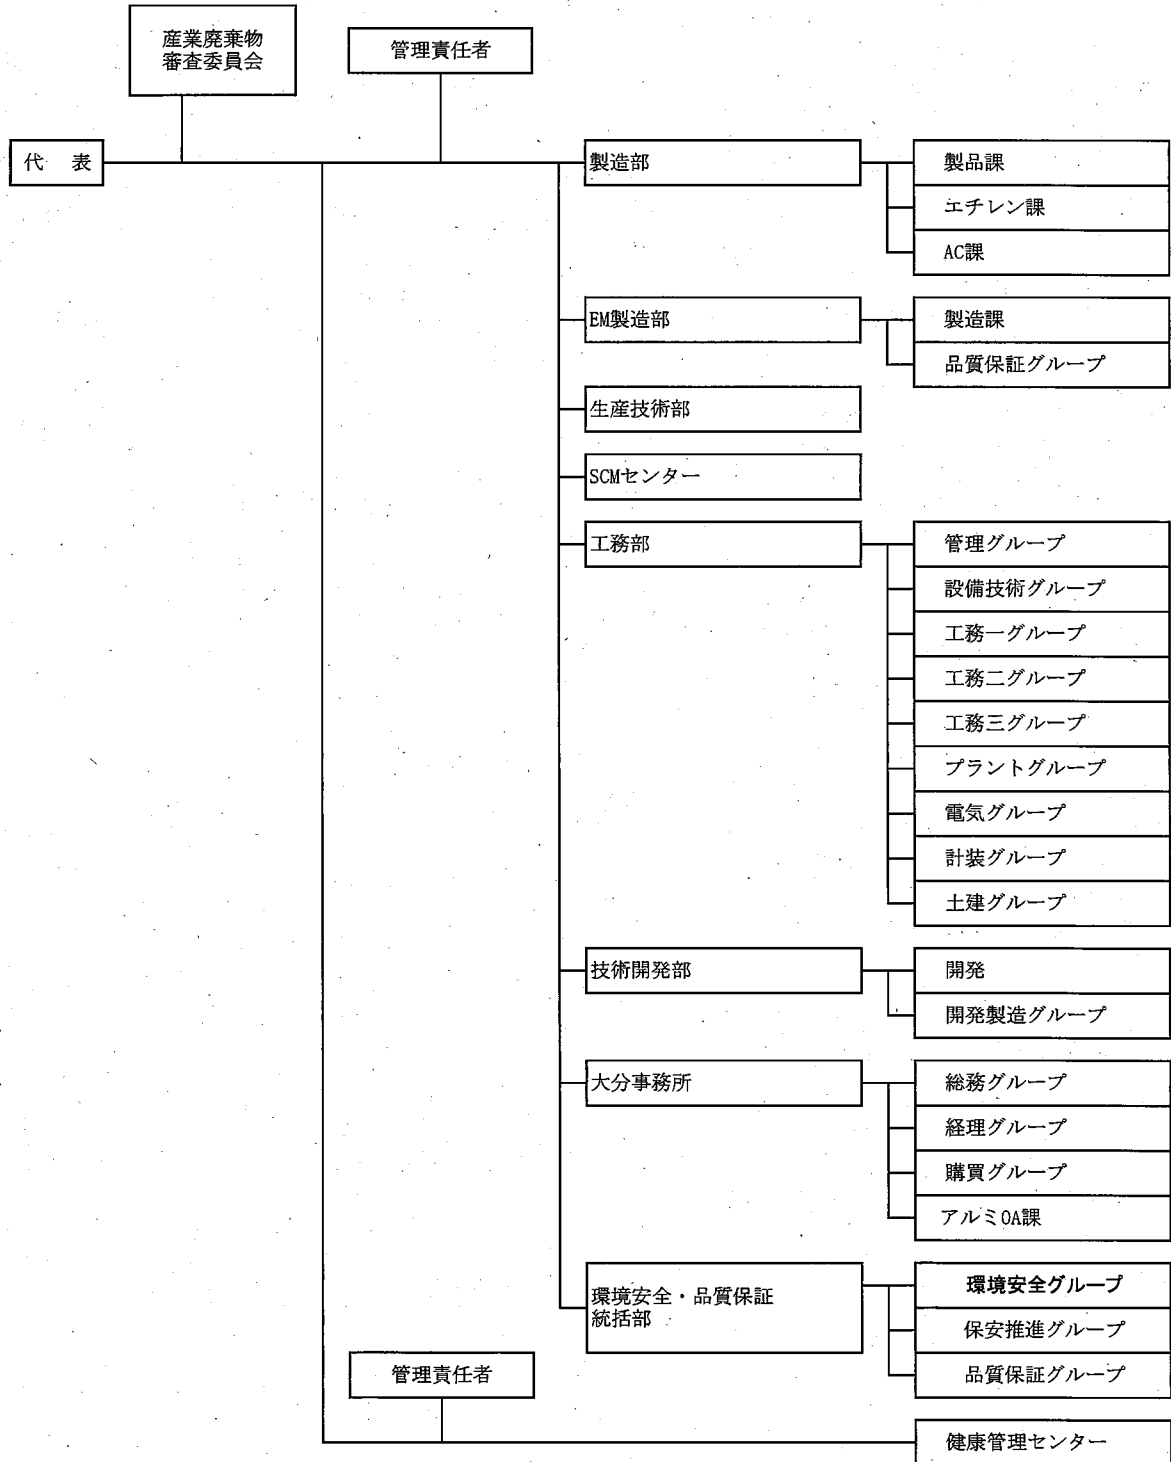 産業廃棄物
審査委員会
管理責任者
代　表
製造部
製品課
エチレン課
AC課
EM製造部
製造課
品質保証グループ
生産技術部
SCMセンター
工務部
管理グループ
設備技術グループ
工務一グループ
工務二グループ
工務三グループ
プラントグループ
電気グループ
計装グループ
土建グループ
技術開発部
開発
開発製造グループ
大分事務所
総務グループ
経理グループ
購買グループ
アルミOA課
環境安全・品質保証
統括部
環境安全グループ
保安推進グループ
品質保証グループ
管理責任者
健康管理センター